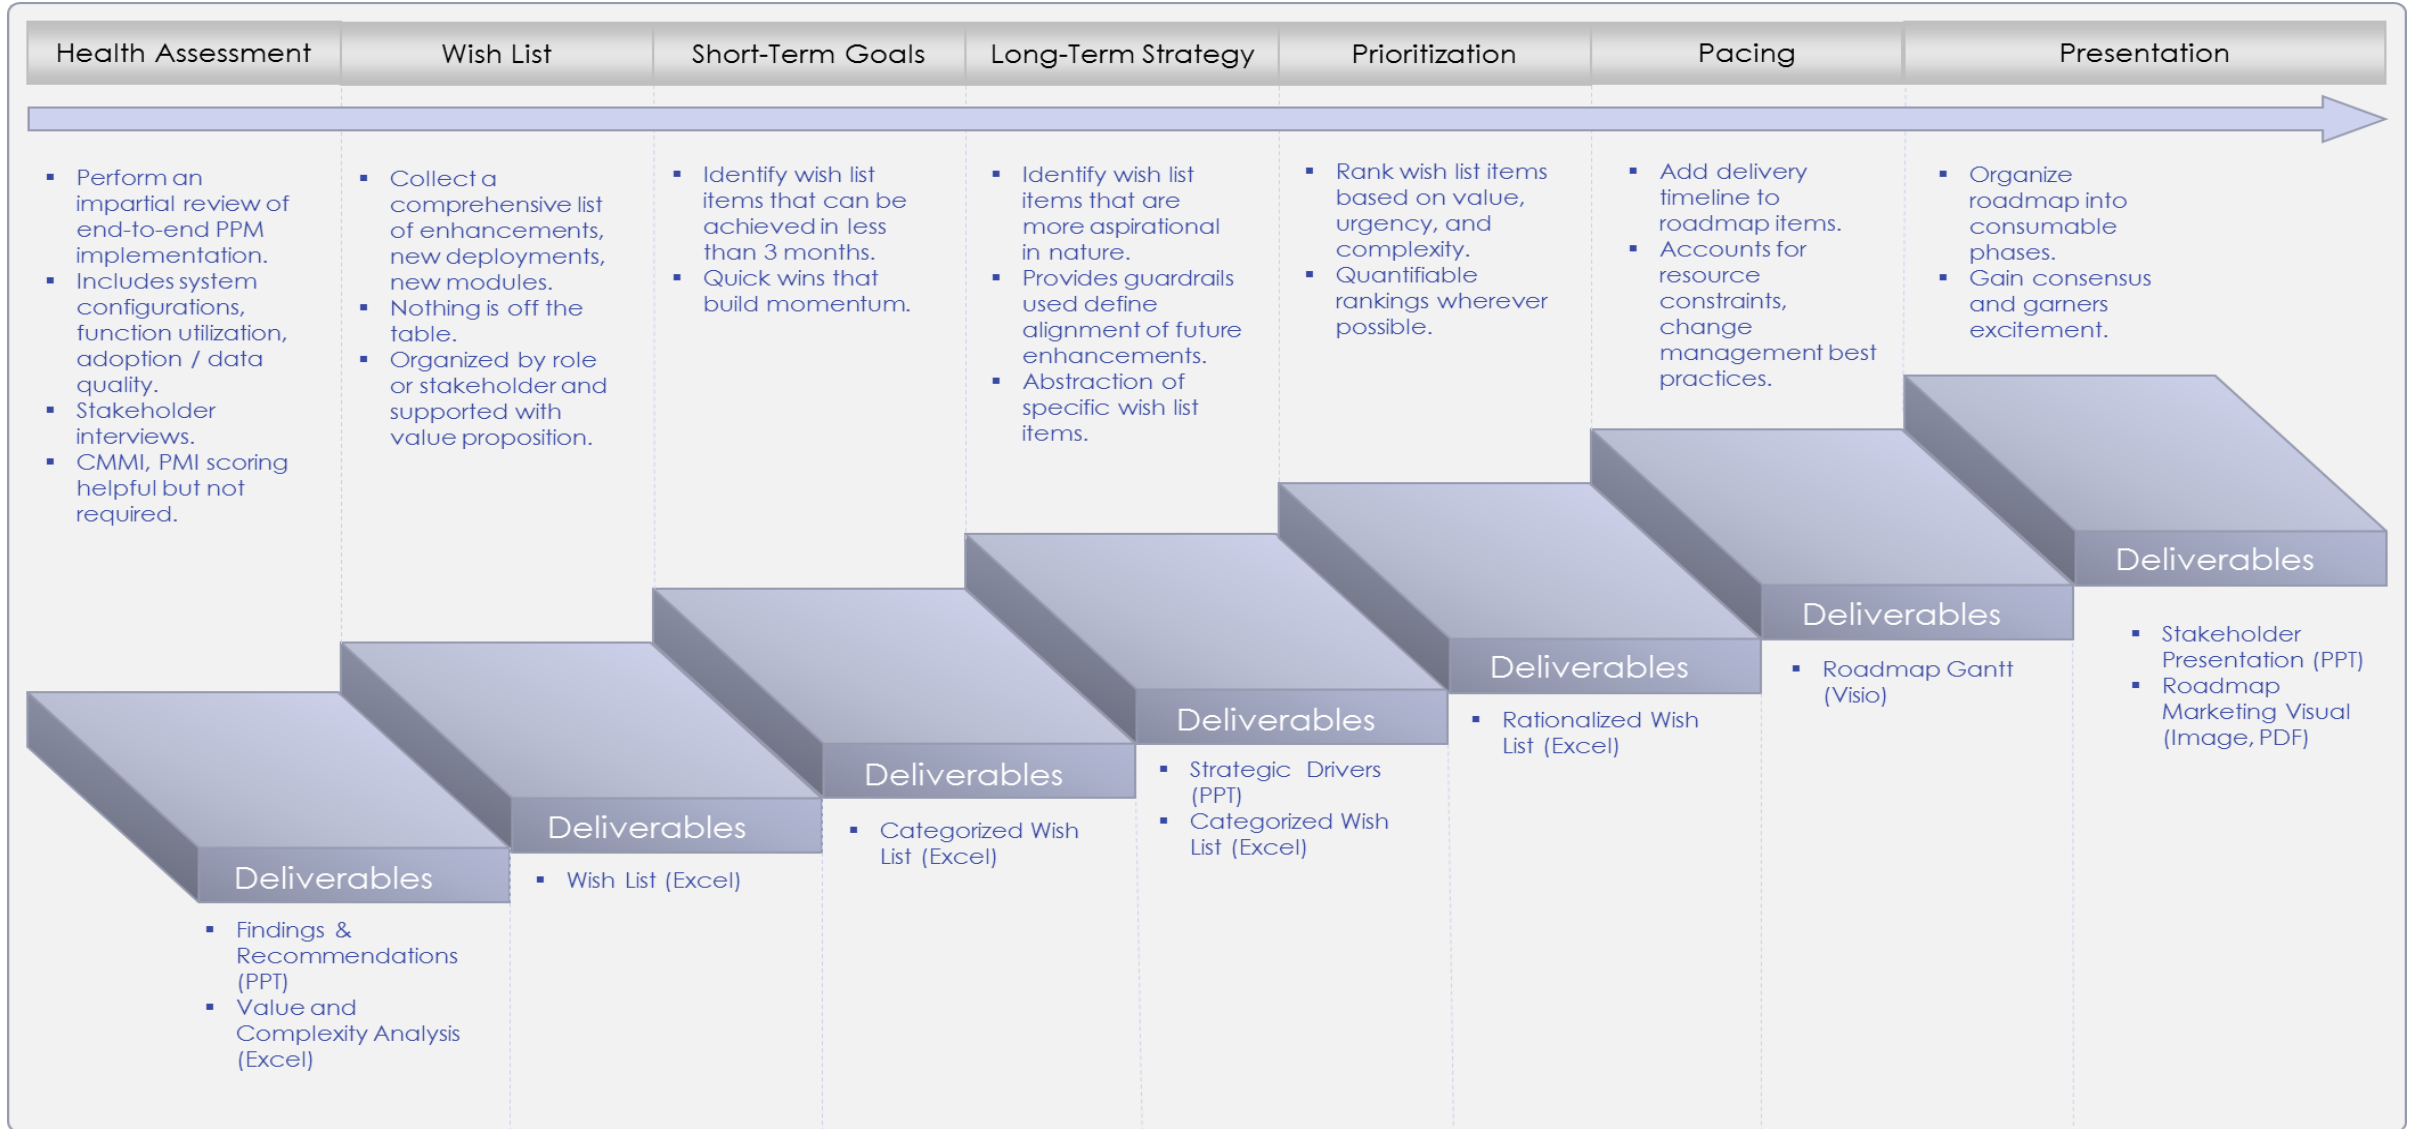 Health Assessment
Wish List
Short-Term Goals
Long-Term Strategy
Prioritization
Pacing
Presentation
▪ Perform an
impartial review of
end-to-end PPM
implementation.
▪ Includes system
configurations,
function utilization,
adoption / data
quality.
▪ Stakeholder
interviews.
▪ CMMI, PMI scoring
helpful but not
required.
▪ Collect a
comprehensive list
of enhancements,
new deployments,
new modules.
▪ Nothing is off the
table.
▪ Organized by role
or stakeholder and
supported with
value proposition.
▪ Identify wish list
items that can be
achieved in less
than 3 months.
▪ Quick wins that
build momentum.
▪ Identify wish list
items that are
more aspirational
in nature.
▪ Provides guardrails
used define
alignment of future
enhancements.
▪ Abstraction of
specific wish list
items.
▪ Rank wish list items
based on value,
urgency, and
complexity.
▪ Quantifiable
rankings wherever
possible.
▪ Add delivery
timeline to
roadmap items.
▪ Accounts for
resource
constraints,
change
management best
practices.
▪ Organize
roadmap into
consumable
phases.
▪ Gain consensus
and garners
excitement.
Deliverables
▪ Findings &
Recommendations
(PPT)
▪ Value and
Complexity Analysis
(Excel)
Deliverables
▪ Wish List (Excel)
Deliverables
▪ Categorized Wish
List (Excel)
Deliverables
▪ Strategic Drivers
(PPT)
▪ Categorized Wish
List (Excel)
Deliverables
▪ Rationalized Wish
List (Excel)
Deliverables
▪ Roadmap Gantt
(Visio)
Deliverables
▪ Stakeholder
Presentation (PPT)
▪ Roadmap
Marketing Visual
(Image, PDF)